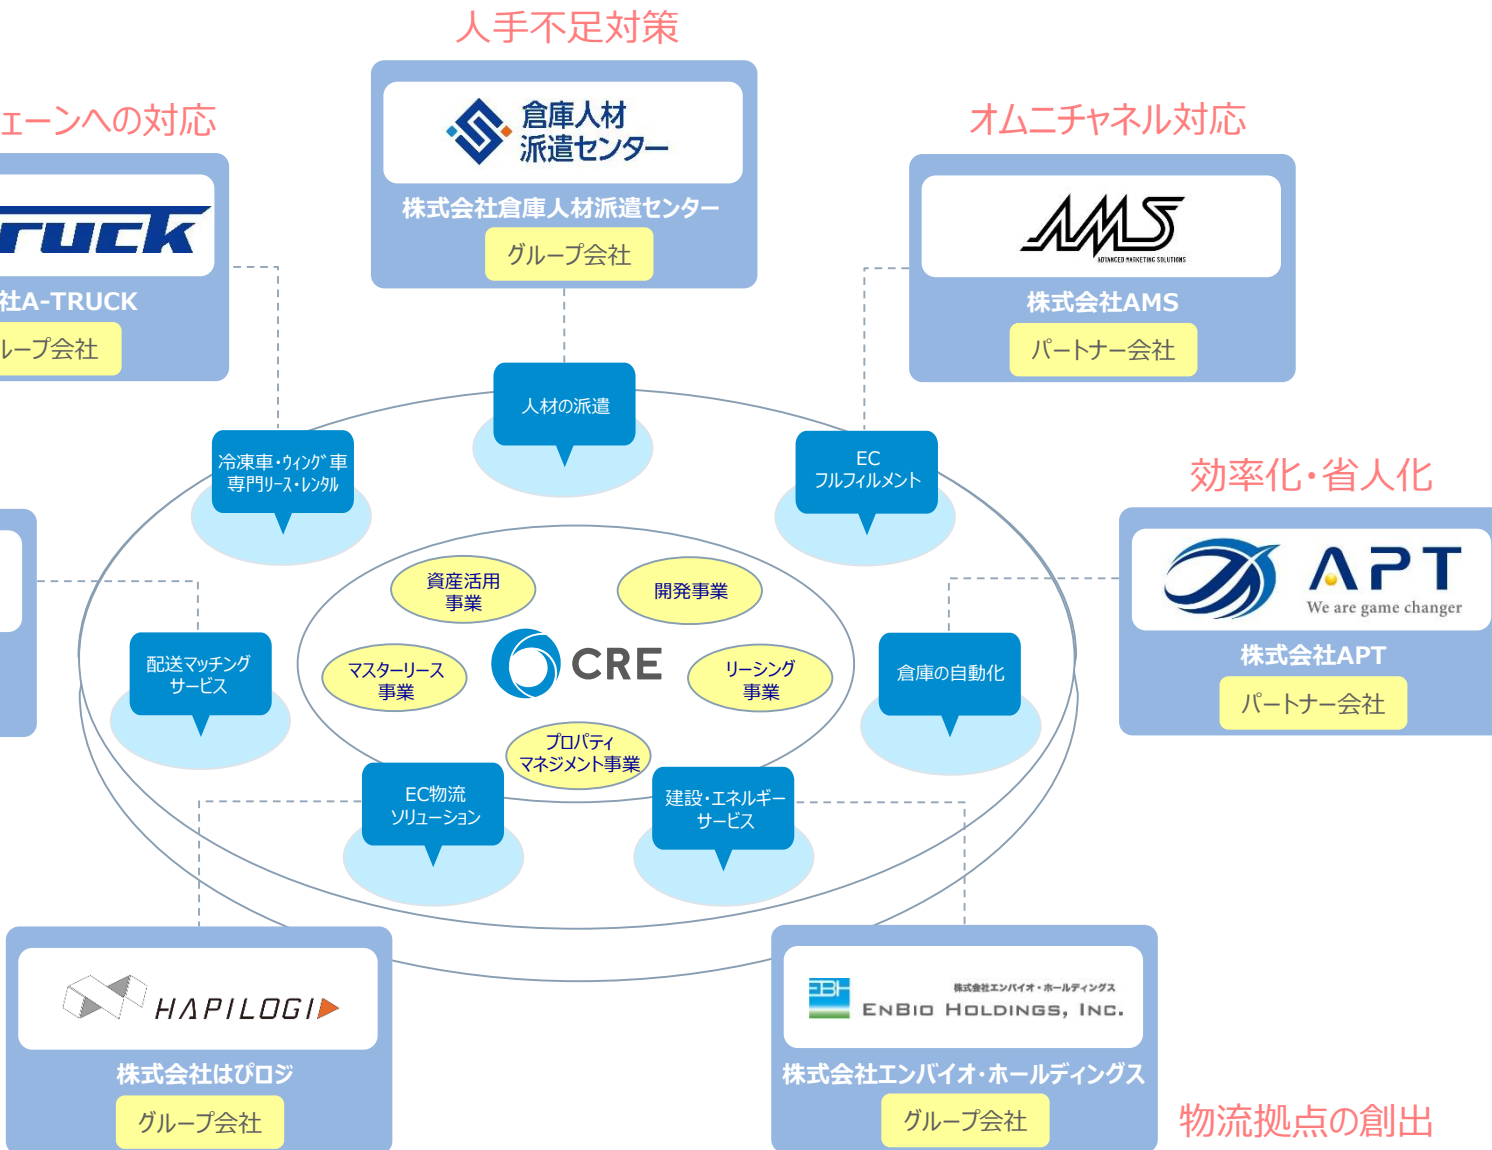 人手不足対策
ェーンへの対応
オムニチャネル対応
倉庫人材
派遣センター
株式会社倉庫人材派遣センター
グループ会社
TRUCK
社A-TRUCK
ループ会社
AMS
ADVANCED MARKETING SOLUTIONS
株式会社AMS
パートナー会社
人材の派遣
冷凍車・ウィング車
専門リース・レンタル
EC
フルフィルメント
効率化・省人化
APT
We are game changer
株式会社APT
パートナー会社
資産活用
事業
開発事業
マスターリース
事業
CRE
リーシング
事業
プロパティ
マネジメント事業
配送マッチング
サービス
倉庫の自動化
EC物流
ソリューション
建設・エネルギー
サービス
HAPILOGI
株式会社はぴロジ
グループ会社
EBH
株式会社エンバイオ・ホールディングス
ENBIO HOLDINGS, INC.
株式会社エンバイオ・ホールディングス
グループ会社
物流拠点の創出